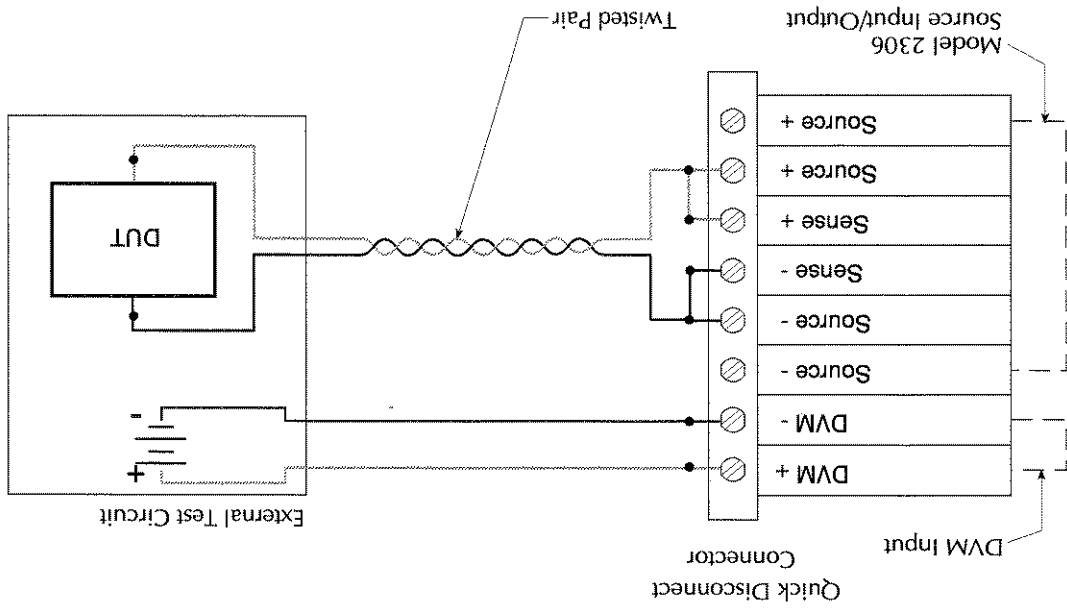 Quick Disconnect
Connector
DVM Input
External Test Circuit
DVM +
DVM -
Source -
Source -
Sense -
Sense +
Source +
Source +
+
-
DUT
Model 2306
Source Input/Output
Twisted Pair